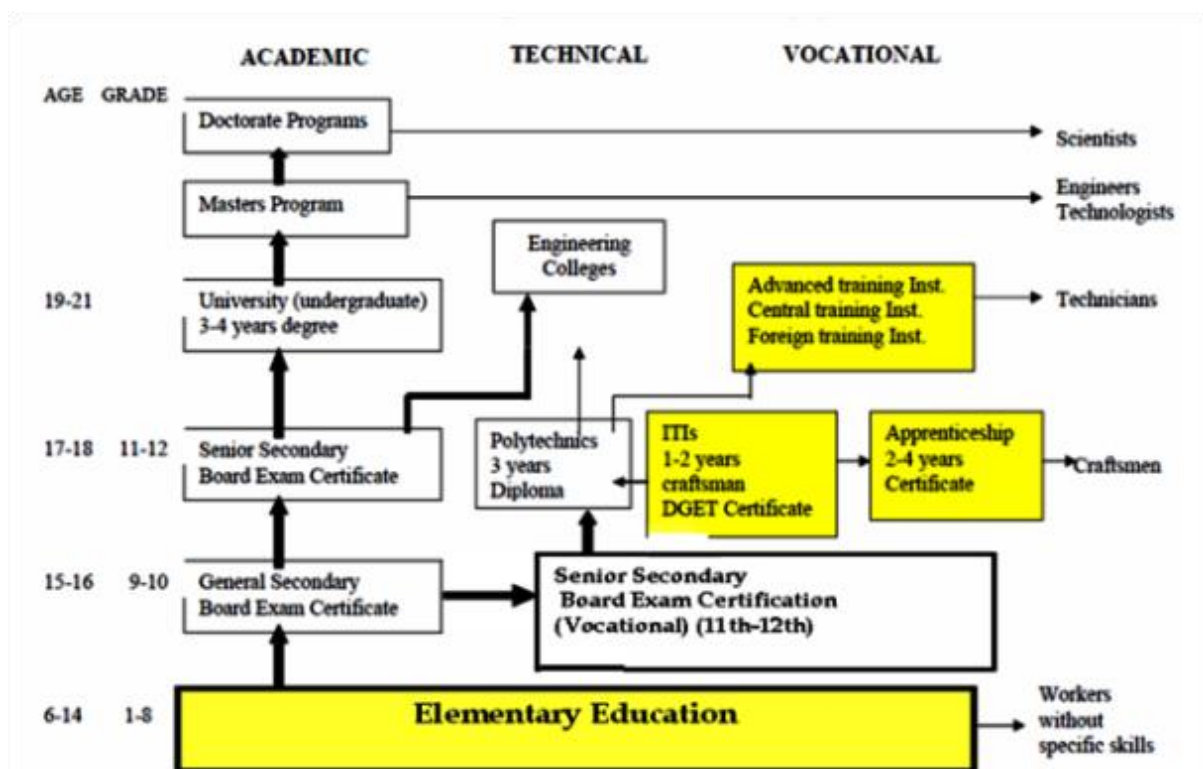 ACADEMIC TECHNICAL VOCATIONAL
AGE GRADE
Doctorate Programs
Scientists
Masters Program
Engineers
Technologists
Engineering
Colleges
19-21
University (undergraduate)
3-4 years degree
Advanced training Inst.
Central training Inst.
Foreign training Inst.
Technicians
17-18 11-12
Senior Secondary
Board Exam Certificate
Polytechnics
3 years
Diploma
ITIs
1-2 years
craftsman
DGET Certificate
Apprenticeship
2-4 years
Certificate
Craftsmen
15-16 9-10
General Secondary
Board Exam Certificate
Senior Secondary
Board Exam Certification
(Vocational) (11th-12th)
6-14 1-8
Elementary Education
Workers
without
specific skills